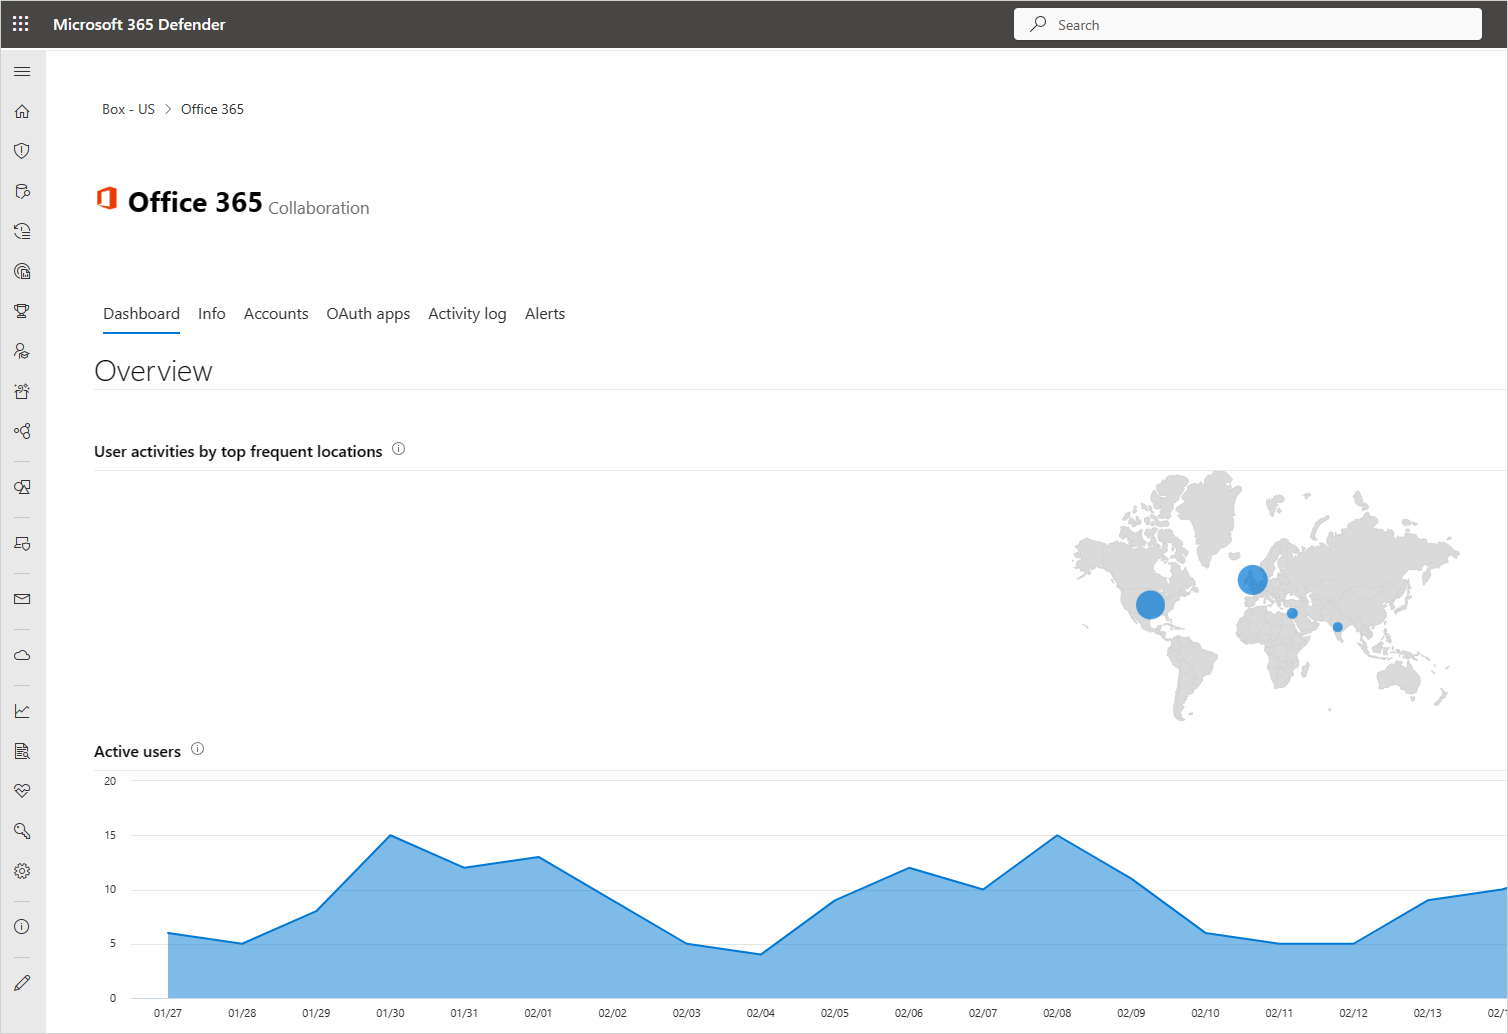 Microsoft 365 Defender
Search
Box - US > Office 365
Office 365 Collaboration
Dashboard Info Accounts OAuth apps Activity log Alerts
Overview
User activities by top frequent locations
Active users
20
15
10
5
0
01/27 01/28 01/29 01/30 01/31 02/01 02/02 02/03 02/04 02/05 02/06 02/07 02/08 02/09 02/10 02/11 02/12 02/13